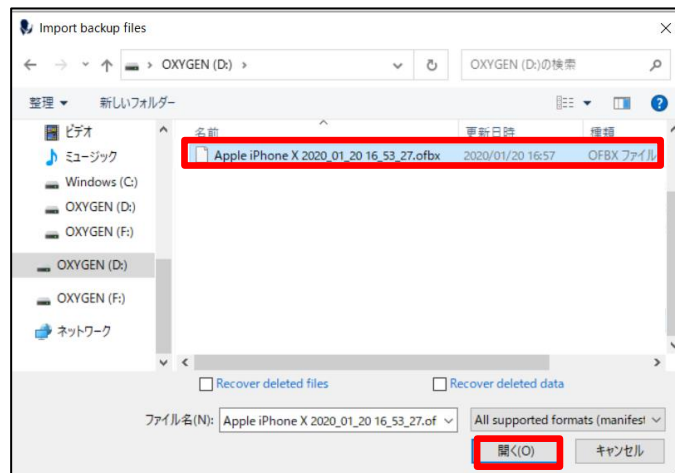 Import backup files
OXYGEN (D:)
OXYGEN (D:)の検索
整理 新しいフォルダー
名前 更新日時 種類
Apple iPhone X 2020_01_20 16_53_27.ofbx 2020/01/20 16:57 OFBX ファイル
ビデオ
ミュージック
Windows (C:)
OXYGEN (D:)
OXYGEN (F:)
OXYGEN (D:)
OXYGEN (F:)
ネットワーク
Recover deleted files Recover deleted data
ファイル名(N): Apple iPhone X 2020_01_20 16_53_27.of All supported formats (manifest
開く(O) キャンセル